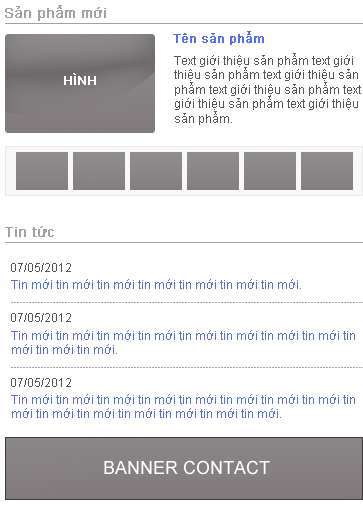 Sản phẩm mới
HÌNH
Tên sản phẩm
Text giới thiệu sản phẩm text giới
thiệu sản phẩm text giới thiệu sản
phẩm text giới thiệu sản phẩm text
giới thiệu sản phẩm text giới thiệu
sản phẩm.
Tin tức
07/05/2012
Tin mới tin mới tin mới tin mới tin mới tin mới tin mới.
07/05/2012
Tin mới tin mới tin mới tin mới tin mới tin mới tin mới tin
mới tin mới tin mới.
07/05/2012
Tin mới tin mới tin mới tin mới tin mới tin mới tin mới tin
mới tin mới tin mới tin mới tin mới tin mới tin mới.
BANNER CONTACT